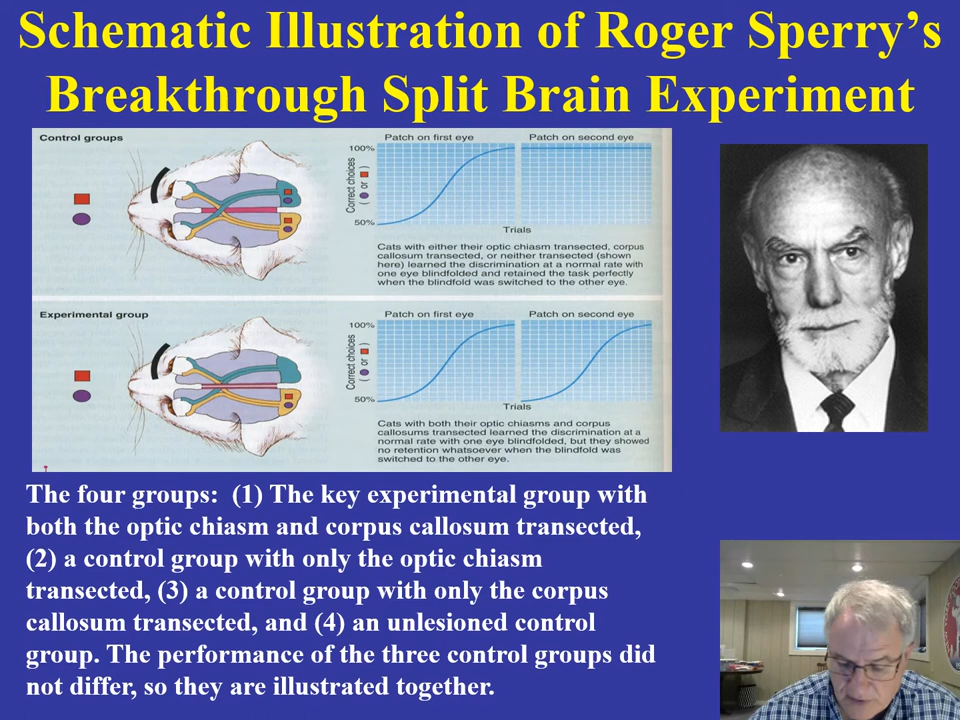 Schematic Illustration of Roger Sperry’s
Breakthrough Split Brain Experiment
Control groups
Patch on first eye
Patch on second eye
100%
Correct choices
( or )
50%
Trials
Cats with either their optic chiasm transected, corpus
callosum transected, or neither transected (shown
here) learned the discrimination at a normal rate with
one eye blindfolded and retained the task perfectly
when the blindfold was switched to the other eye.
Experimental group
Patch on first eye
Patch on second eye
100%
Correct choices
( or )
50%
Trials
Cats with both their optic chiasms and corpus
callosums transected learned the discrimination at a
normal rate with one eye blindfolded, but they showed
no retention whatsoever when the blindfold was
switched to the other eye.
The four groups:  (1) The key experimental group with
both the optic chiasm and corpus callosum transected,
(2) a control group with only the optic chiasm
transected, (3) a control group with only the corpus
callosum transected, and (4) an unlesioned control
group. The performance of the three control groups did
not differ, so they are illustrated together.